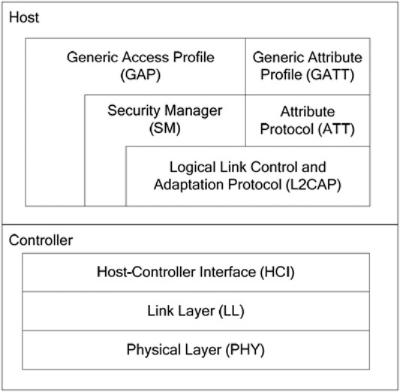 Host
Generic Access Profile
(GAP)
Generic Attribute
Profile (GATT)
Security Manager
(SM)
Attribute
Protocol (ATT)
Logical Link Control and
Adaptation Protocol (L2CAP)
Controller
Host-Controller Interface (HCI)
Link Layer (LL)
Physical Layer (PHY)